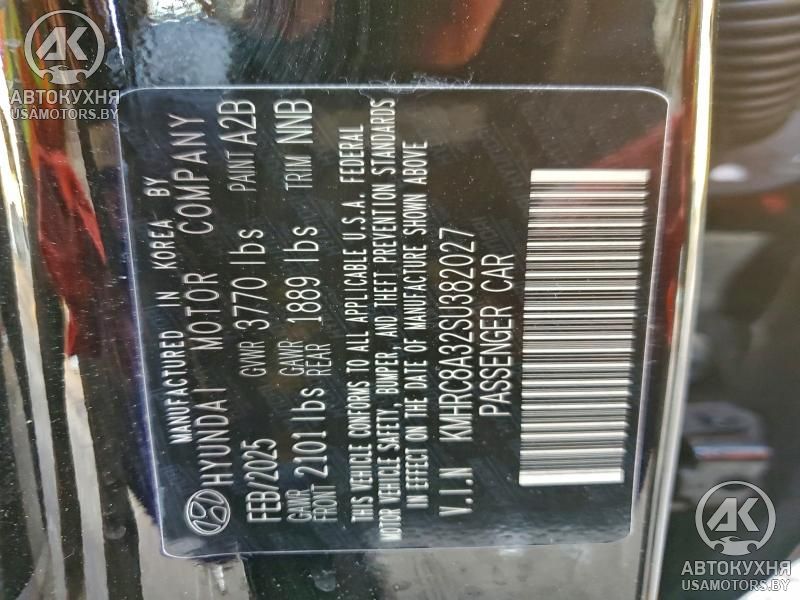 AK
АВТОКУХНЯ
USAMOTORS.BY
MANUFACTURED IN KOREA BY
HYUNDAI MOTOR COMPANY
FEB/2025 GVWR 3770 lbs PAINT A2B
GAWR FRONT 2101 lbs GAWR REAR 1889 lbs TRIM NNB
THIS VEHICLE CONFORMS TO ALL APPLICABLE U.S.A. FEDERAL
MOTOR VEHICLE SAFETY, BUMPER, AND THEFT PREVENTION STANDARDS
IN EFFECT ON THE DATE OF MANUFACTURE SHOWN ABOVE
V.I.N KMHRC8A32SU382027
PASSENGER CAR
AK
АВТОКУХНЯ
USAMOTORS.BY